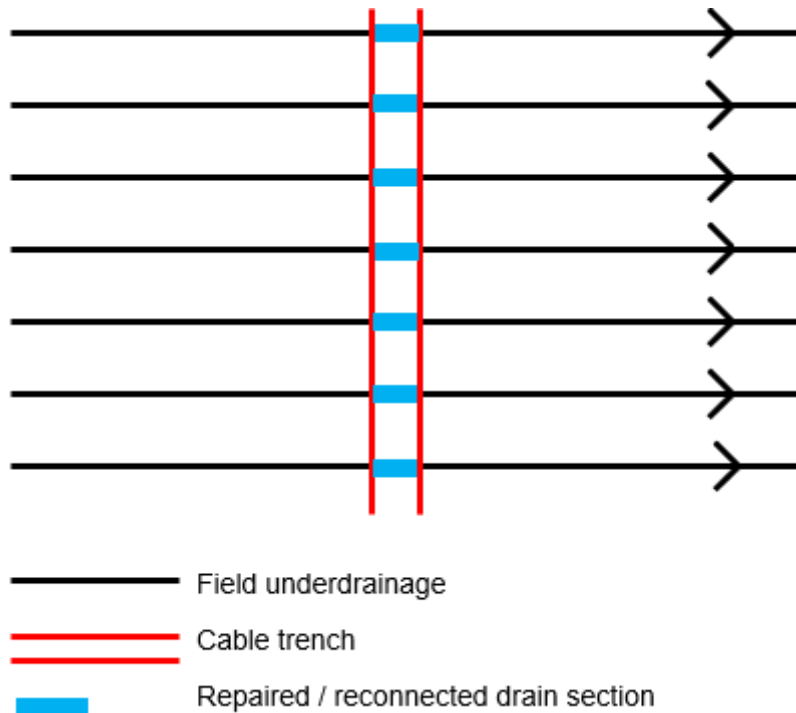 Field underdrainage
Cable trench
Repaired / reconnected drain section